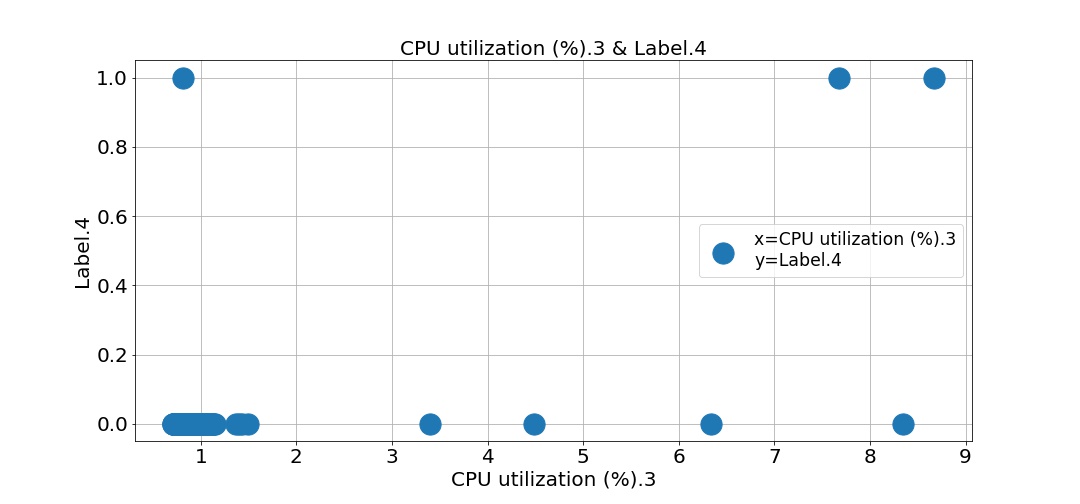 CPU utilization (%).3 & Label.4
1.0
0.8
0.6
0.4
0.2
0.0
Label.4
x=CPU utilization (%).3
y=Label.4
1 2 3 4 5 6 7 8 9
CPU utilization (%).3